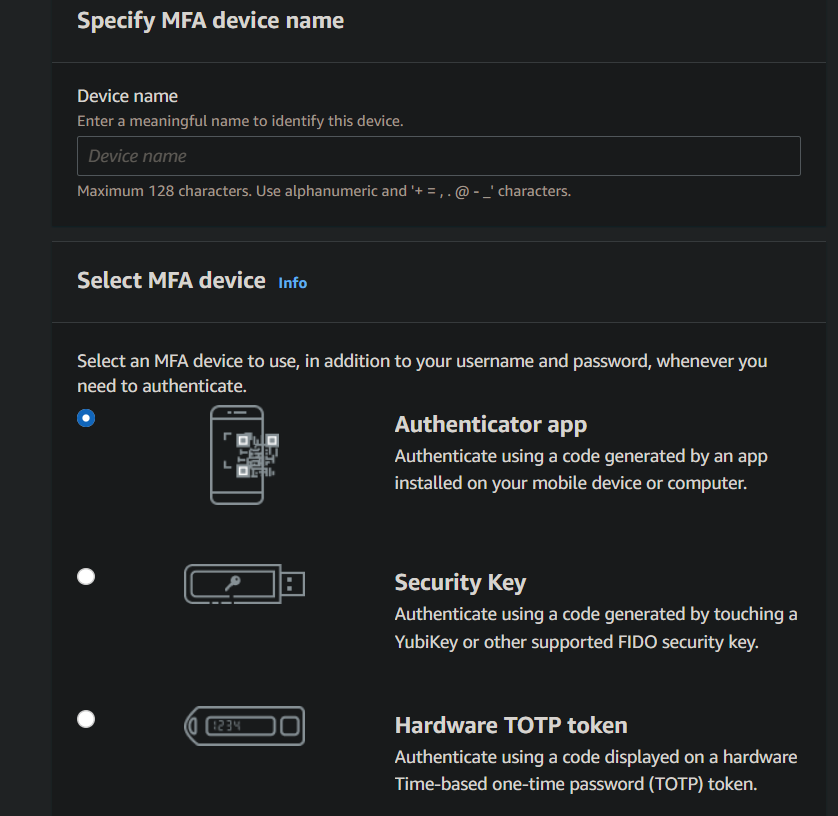 Specify MFA device name
Device name
Enter a meaningful name to identify this device.
Device name
Maximum 128 characters. Use alphanumeric and '+ = , . @ - _' characters.
Select MFA device Info
Select an MFA device to use, in addition to your username and password, whenever you
need to authenticate.
Authenticator app
Authenticate using a code generated by an app
installed on your mobile device or computer.
Security Key
Authenticate using a code generated by touching a
YubiKey or other supported FIDO security key.
1234
Hardware TOTP token
Authenticate using a code displayed on a hardware
Time-based one-time password (TOTP) token.